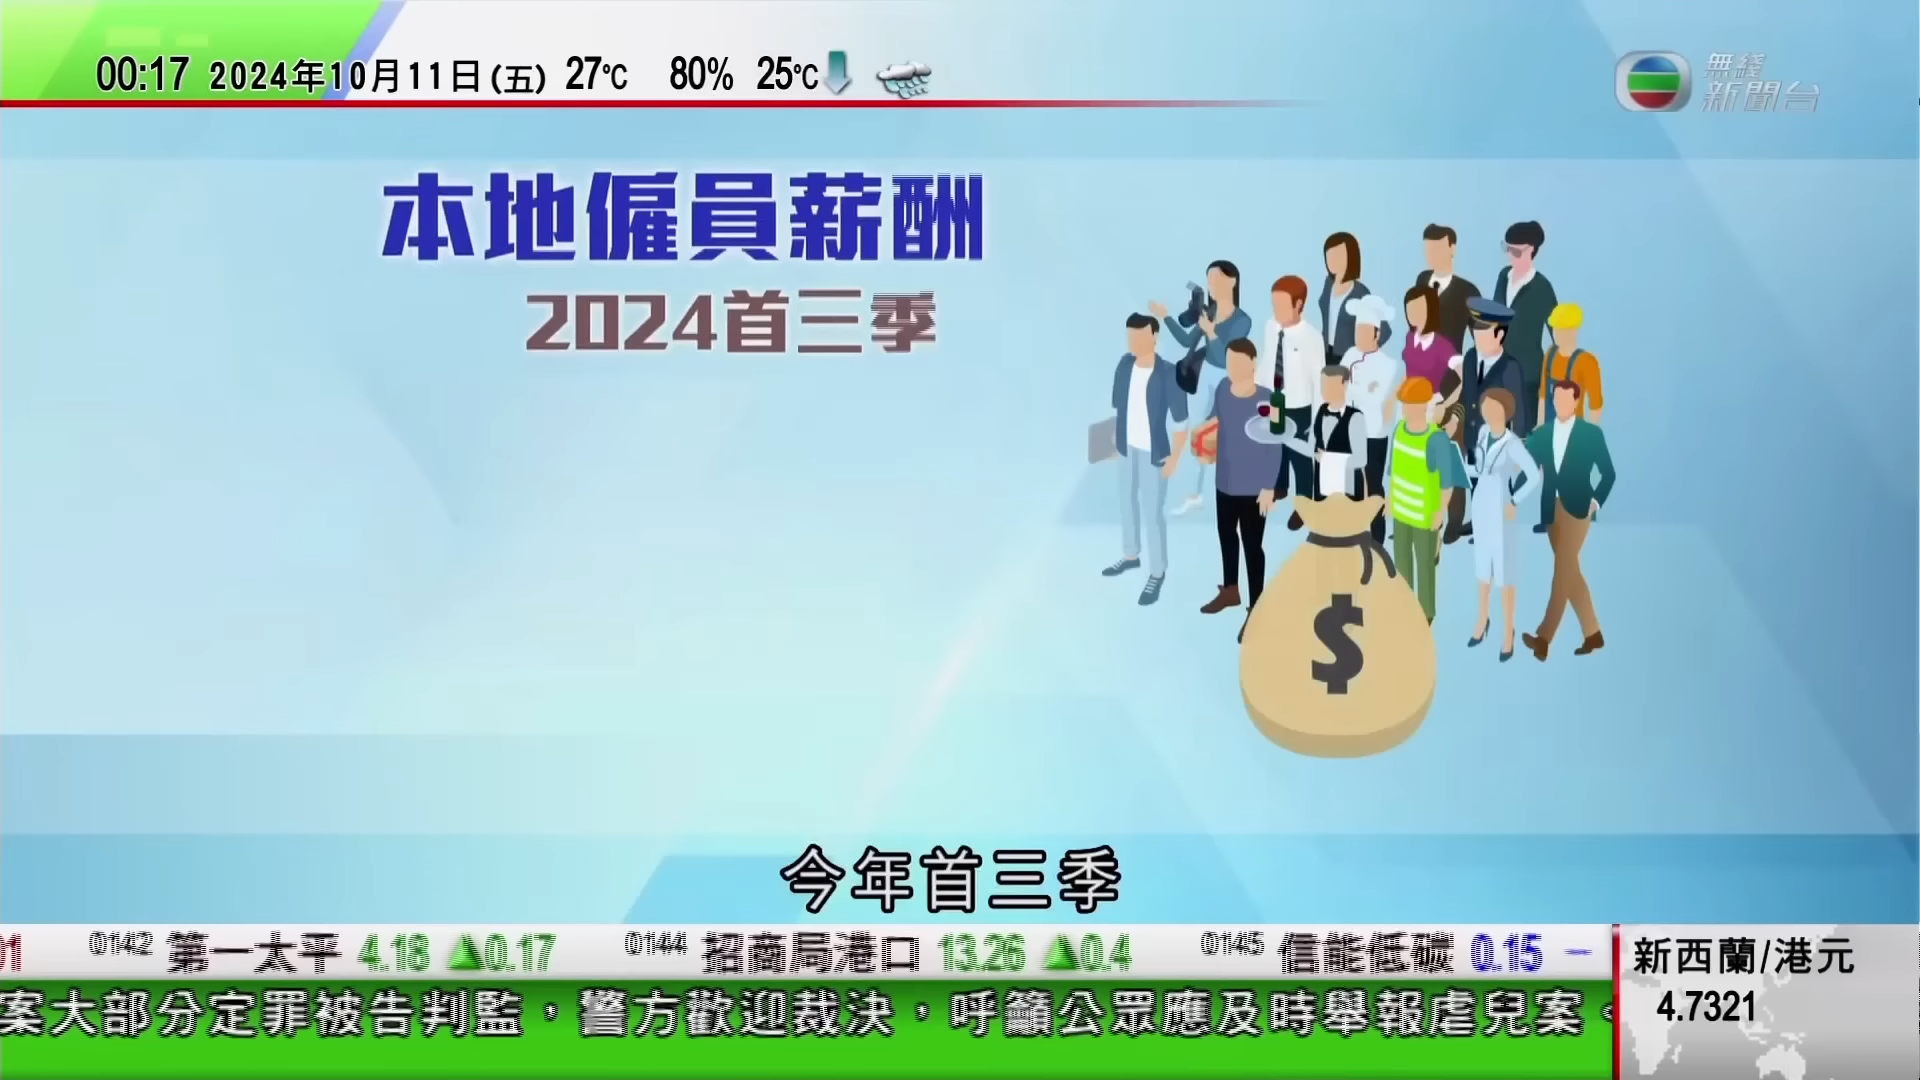 00:17 2024年10月11日(五) 27℃ 80% 25℃
無綫
新聞台
本地僱員薪酬
2024首三季
$
今年首三季
01 0142 第一太平 4.18 ▲0.17 0144 招商局港口 13.26 ▲0.4 0145 信能低碳 0.15 –
新西蘭/港元
4.7321
案大部分定罪被告判監，警方歡迎裁決，呼籲公眾應及時舉報虐兒案。